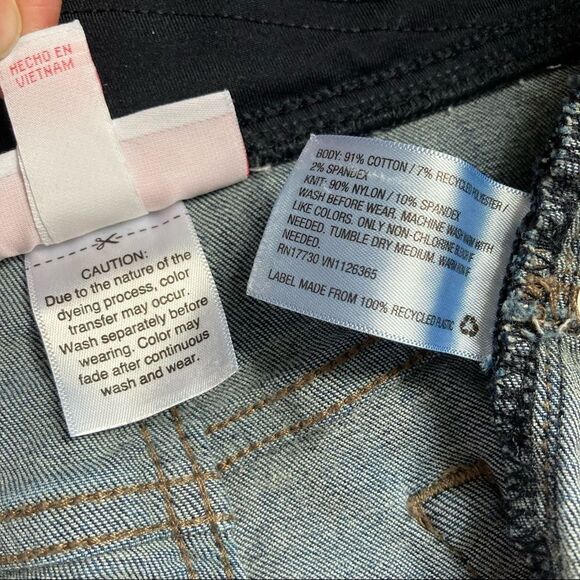 HECHO EN
VIETNAM
CAUTION:
Due to the nature of the
dyeing process, color
transfer may occur.
Wash separately before
wearing. Color may
fade after continuous
wash and wear.
BODY: 91% COTTON / 7% RECYCLED POLYESTER /
2% SPANDEX
KNIT: 90% NYLON / 10% SPANDEX
WASH BEFORE WEAR. MACHINE WASH WARM WITH
LIKE COLORS. ONLY NON-CHLORINE BLEACH IF
NEEDED. TUMBLE DRY MEDIUM. WARM IRON IF
NEEDED.
RN17730 VN1126365
LABEL MADE FROM 100% RECYCLED PLASTIC